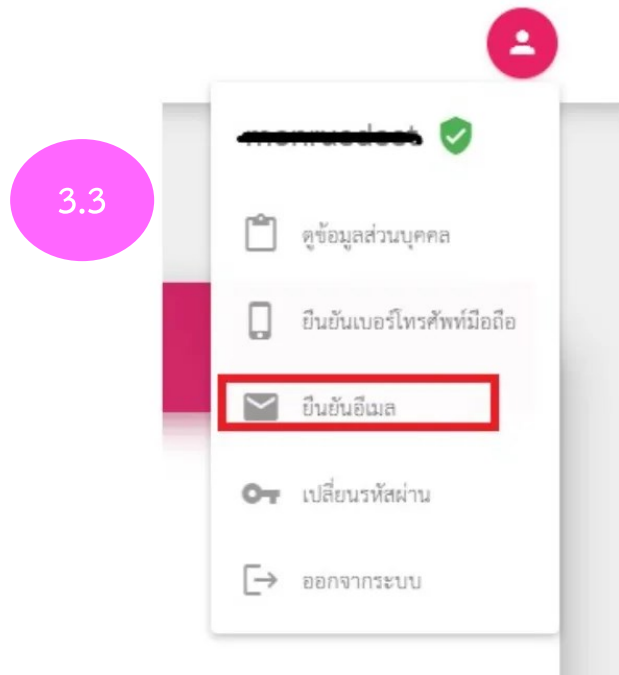 3.3
ดูข้อมูลส่วนบุคคล
ยืนยันเบอร์โทรศัพท์มือถือ
ยืนยันอีเมล
เปลี่ยนรหัสผ่าน
ออกจากระบบ